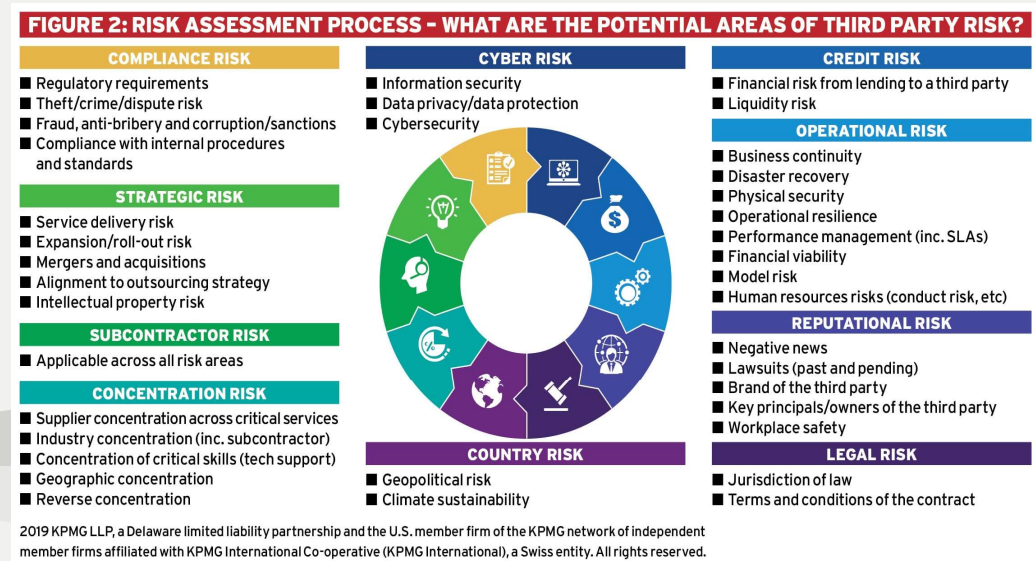 FIGURE 2: RISK ASSESSMENT PROCESS – WHAT ARE THE POTENTIAL AREAS OF THIRD PARTY RISK?
COMPLIANCE RISK
■ Regulatory requirements
■ Theft/crime/dispute risk
■ Fraud, anti-bribery and corruption/sanctions
■ Compliance with internal procedures
and standards
STRATEGIC RISK
■ Service delivery risk
■ Expansion/roll-out risk
■ Mergers and acquisitions
■ Alignment to outsourcing strategy
■ Intellectual property risk
SUBCONTRACTOR RISK
■ Applicable across all risk areas
CONCENTRATION RISK
■ Supplier concentration across critical services
■ Industry concentration (inc. subcontractor)
■ Concentration of critical skills (tech support)
■ Geographic concentration
■ Reverse concentration
CYBER RISK
■ Information security
■ Data privacy/data protection
■ Cybersecurity
$
%
COUNTRY RISK
■ Geopolitical risk
■ Climate sustainability
CREDIT RISK
■ Financial risk from lending to a third party
■ Liquidity risk
OPERATIONAL RISK
■ Business continuity
■ Disaster recovery
■ Physical security
■ Operational resilience
■ Performance management (inc. SLAs)
■ Financial viability
■ Model risk
■ Human resources risks (conduct risk, etc)
REPUTATIONAL RISK
■ Negative news
■ Lawsuits (past and pending)
■ Brand of the third party
■ Key principals/owners of the third party
■ Workplace safety
LEGAL RISK
■ Jurisdiction of law
■ Terms and conditions of the contract
2019 KPMG LLP, a Delaware limited liability partnership and the U.S. member firm of the KPMG network of independent
member firms affiliated with KPMG International Co-operative (KPMG International), a Swiss entity. All rights reserved.